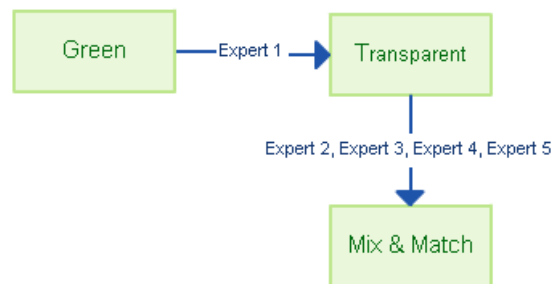 Green
Expert 1
Transparent
Expert 2, Expert 3, Expert 4, Expert 5
Mix & Match